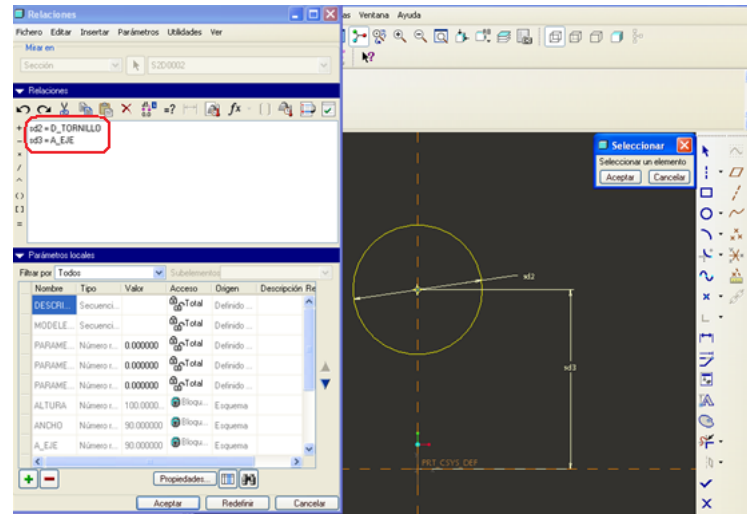 Relaciones
as Ventana Ayuda
Fichero Editar Insertar Parámetros Utilidades Ver
Mirar en
Sección S2D0002
Relaciones
=? fx
sd2 = D_TORNILLO
sd3 = A_EJE
+
-
×
/
^
()
[]
=
Seleccionar
Seleccionar un elemento
Aceptar Cancelar
sd2
sd3
PRT_CSYS_DEF
Parámetros locales
Filtrar por Todos Subelementos
Nombre Tipo Valor Acceso Origen Descripción Re
DESCRI... Secuenci... Total Definido ...
MODELE... Secuenci... Total Definido ...
PARAME... Número r... 0.000000 Total Definido ...
PARAME... Número r... 0.000000 Total Definido ...
PARAME... Número r... 0.000000 Total Definido ...
ALTURA Número r... 100.0000... Bloqu... Esquema
ANCHO Número r... 90.000000 Bloqu... Esquema
A_EJE Número r... 90.000000 Bloqu... Esquema
Propiedades...
Aceptar Redefinir Cancelar